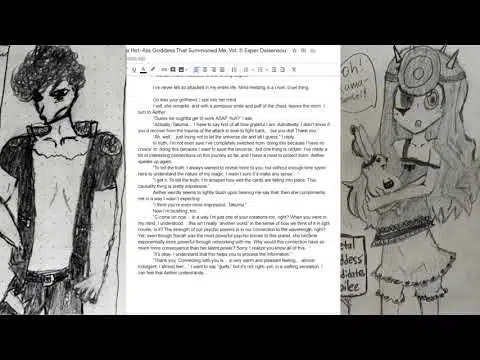 e Hot-Ass Goddess That Summoned Me, Vol. 3: Esper Daisensou
I've never felt so attacked in my entire life. Mind melding is a cruel, cruel thing.
Go kiss your girlfriend, I spit into her mind.
I will, she remarks, and with a pompous smile and puff of the chest, leaves the room. I
turn to Aether.
"Guess we oughtta get to work ASAP, huh?" I ask.
"Actually, Takuma... I have to say first of all how grateful I am. Admittedly, I didn't know if
you'd recover from the trauma of the attack in time to fight back... but you did! Thank you."
"Ah, well... just trying not to let the universe die and all I guess," I reply.
In truth, I'm not even sure I've completely switched from 'doing this because I have no
choice' to 'doing this because I want to save the universe,' but one thing is certain: I've made a
lot of interesting connections on this journey so far, and I have a need to protect them. Aether
speaks up again.
"To tell the truth, I always wanted to reveal more to you, but without enough time spent
here to understand the nature of my magic, I wasn't sure it'd make any sense."
"I get it. To tell the truth, I'm amazed how well the cards are falling into place. This
causality thing is pretty impressive."
Aether weirdly seems to lightly blush upon hearing me say that, then she compliments
me in a way I wasn't expecting:
"I think you're even more impressive, Takuma."
Now I'm blushing, too.
"C-come on now... in a way I'm just one of your creations too, right? When you were in
my mind, I understood... this isn't really 'another world' in the sense of how we think of it in light
novels, is it? The strength of our psychic powers is in our connection to the wavelength, right?
Yet, even though Sarah was the most powerful psychic known to this planet, she became
exponentially more powerful through networking with me. Why would this connection have so
much more consequence than her latent power? Sorry, I realize you know all of this..."
"It's okay. I understand that this helps you to process the information."
"Thank you. Connecting with you is... a very warm and pleasant feeling... almost
indulgent. I almost feel..." I want to say "guilty," but it's not right--yet, in a wafting sensation, I
can feel that Aether understands.
Oh!
Goddess